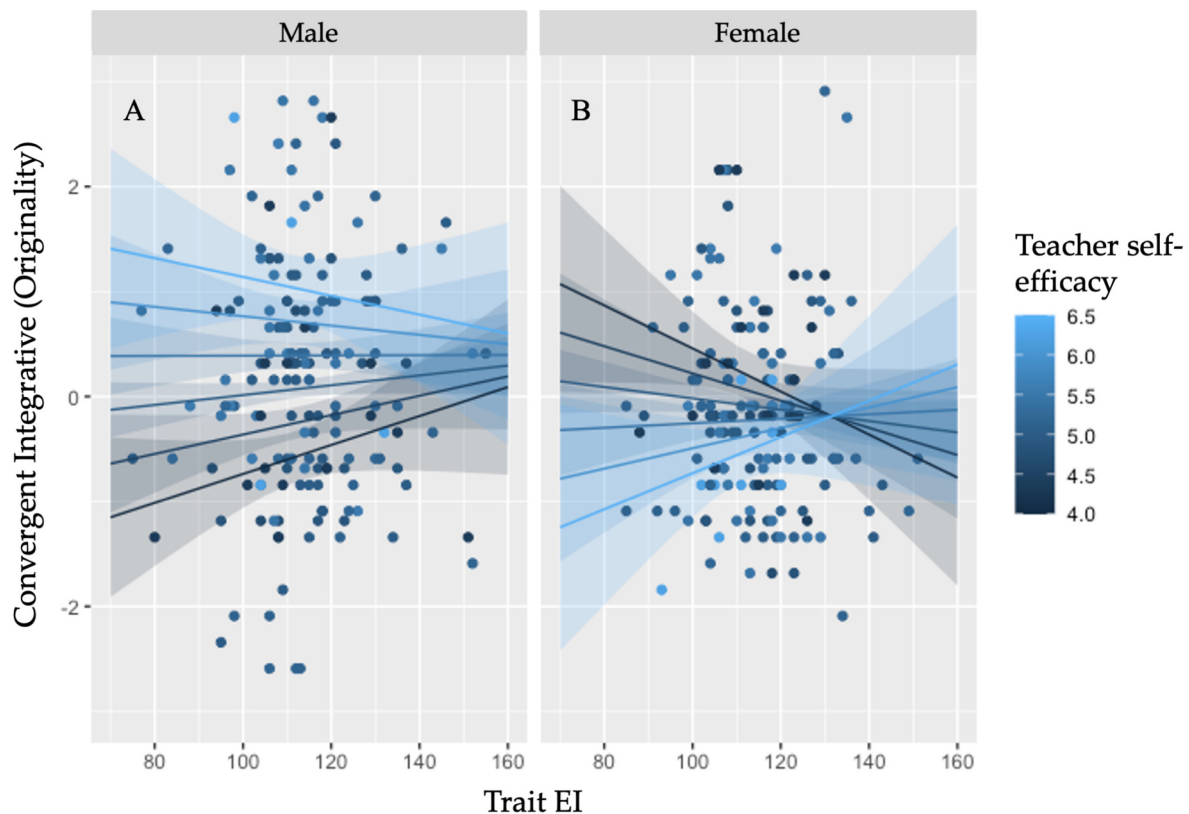 Male
Female
A
B
Convergent Integrative (Originality)
2
0
-2
80
100
120
140
160
80
100
120
140
160
Trait EI
Teacher self-
efficacy
6.5
6.0
5.5
5.0
4.5
4.0